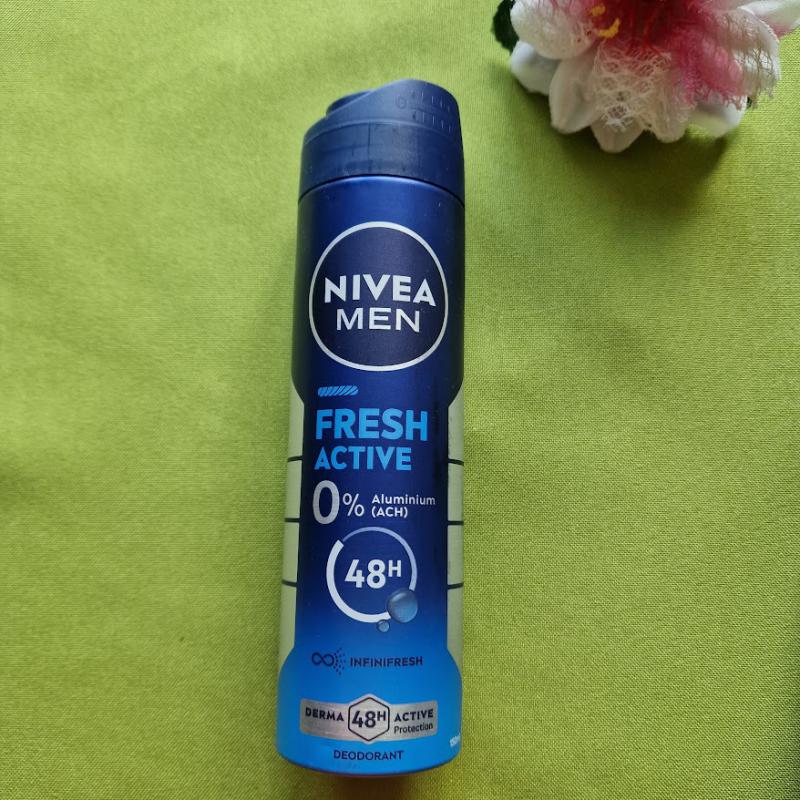 NIVEA
MEN
FRESH
ACTIVE
0% Aluminium
(ACH)
48H
INFINIFRESH
DERMA 48H ACTIVE
Protection
DEODORANT